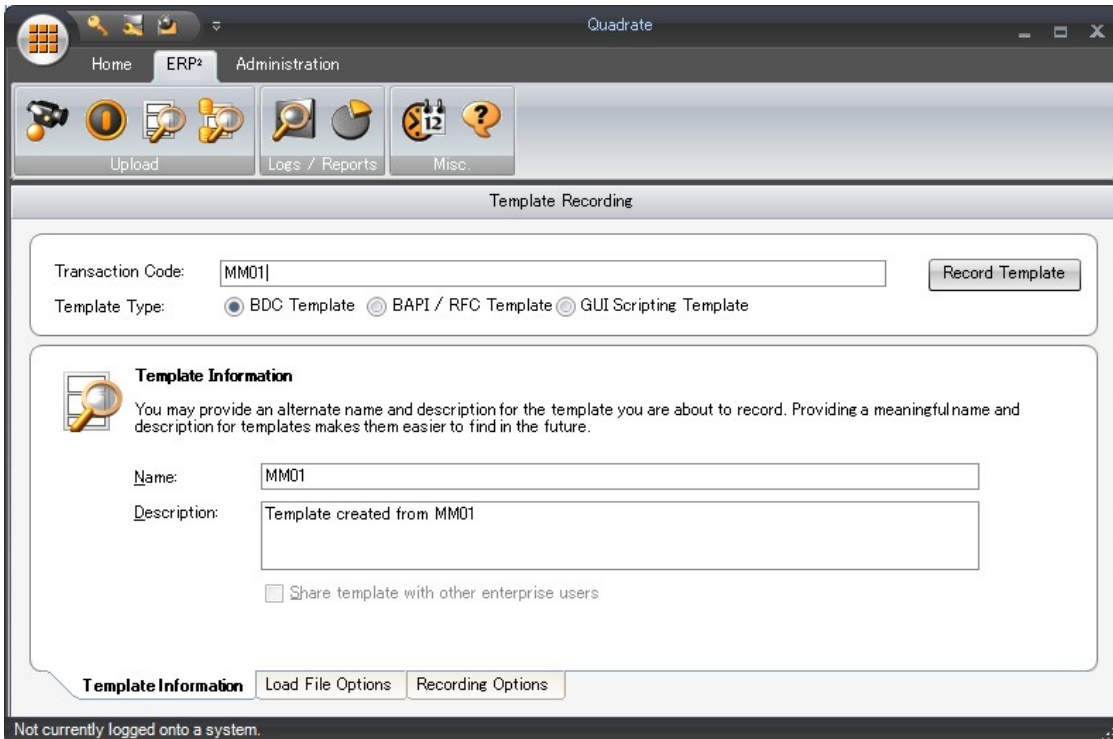 Quadrate
Home ERP² Administration
12
Upload Logs / Reports Misc.
Template Recording
Transaction Code: MM01 Record Template
Template Type: BDC Template BAPI / RFC Template GUI Scripting Template
Template Information
You may provide an alternate name and description for the template you are about to record. Providing a meaningful name and
description for templates makes them easier to find in the future.
Name: MM01
Description: Template created from MM01
Share template with other enterprise users
Template Information Load File Options Recording Options
Not currently logged onto a system.